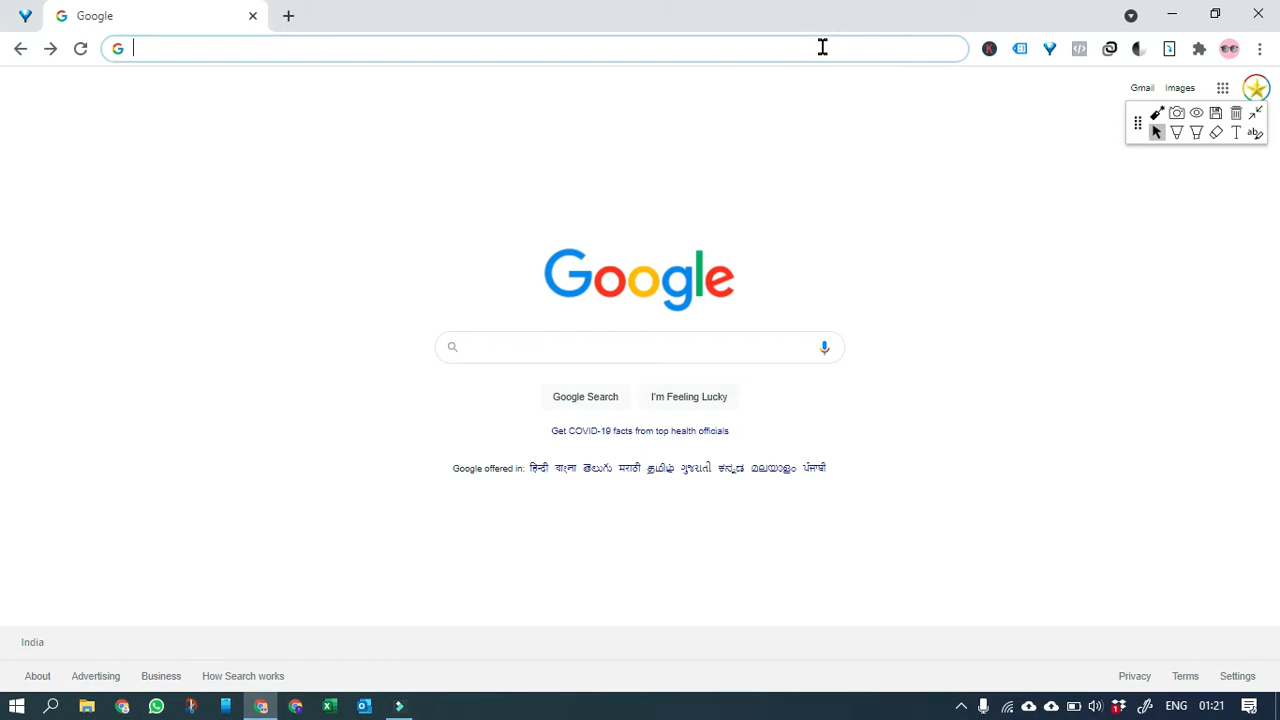 Google
Gmail Images
Google
Google Search I'm Feeling Lucky
Get COVID-19 facts from top health officials
Google offered in: हिन्दी বাংলা తెలుగు मराठी தமிழ் ગુજરાતી ಕನ್ನಡ മലയാളം ਪੰਜਾਬੀ
India
About Advertising Business How Search works Privacy Terms Settings
ENG 01:21